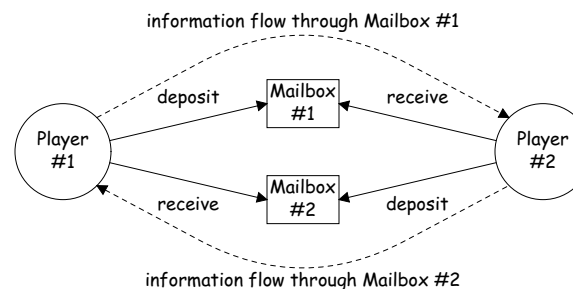 information flow through Mailbox #1
deposit
Mailbox
#1
receive
Player
#1
Player
#2
receive
Mailbox
#2
deposit
information flow through Mailbox #2